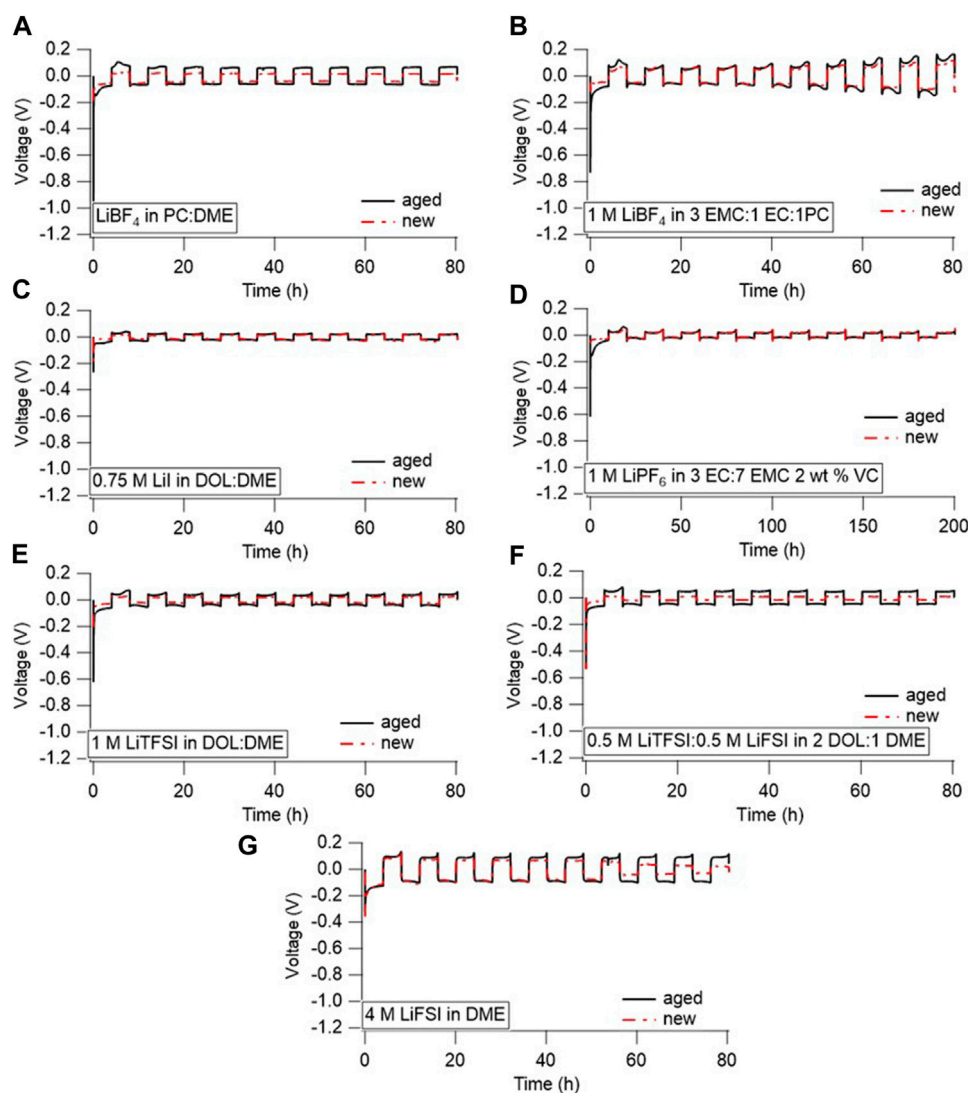 A
0.2
0.0
-0.2
-0.4
-0.6
-0.8
-1.0
-1.2
Voltage (V)
LiBF4 in PC:DME
aged
new
0 20 40 60 80
Time (h)
B
0.2
0.0
-0.2
-0.4
-0.6
-0.8
-1.0
-1.2
Voltage (V)
aged
new
1 M LiBF4 in 3 EMC:1 EC:1PC
0 20 40 60 80
Time (h)
C
0.2
0.0
-0.2
-0.4
-0.6
-0.8
-1.0
-1.2
Voltage (V)
aged
new
0.75 M LiI in DOL:DME
0 20 40 60 80
Time (h)
D
0.2
0.0
-0.2
-0.4
-0.6
-0.8
-1.0
-1.2
Voltage (V)
aged
new
1 M LiPF6 in 3 EC:7 EMC 2 wt % VC
0 50 100 150 200
Time (h)
E
0.2
0.0
-0.2
-0.4
-0.6
-0.8
-1.0
-1.2
Voltage (V)
aged
new
1 M LiTFSI in DOL:DME
0 20 40 60 80
Time (h)
F
0.2
0.0
-0.2
-0.4
-0.6
-0.8
-1.0
-1.2
Voltage (V)
aged
new
0.5 M LiTFSI:0.5 M LiFSI in 2 DOL:1 DME
0 20 40 60 80
Time (h)
G
0.2
0.0
-0.2
-0.4
-0.6
-0.8
-1.0
-1.2
Voltage (V)
aged
new
4 M LiFSI in DME
0 20 40 60 80
Time (h)